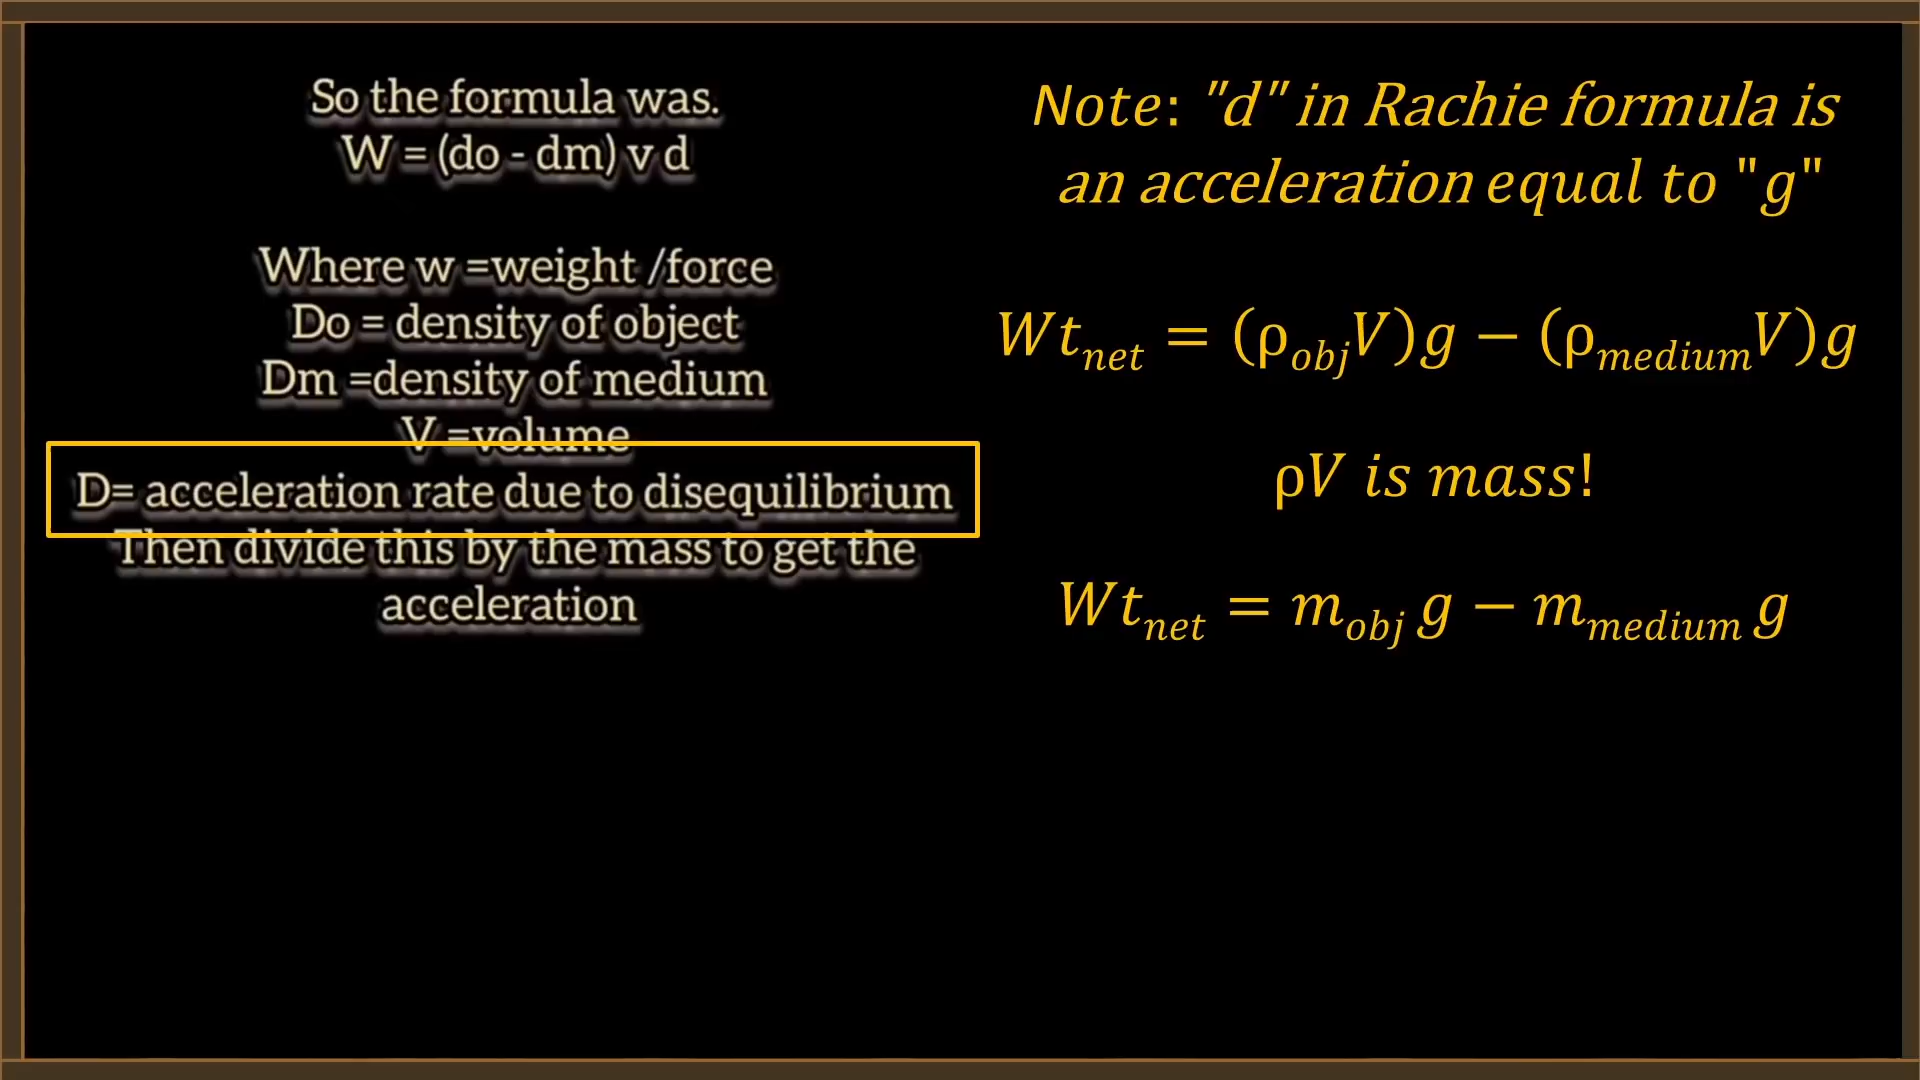 So the formula was.
W = (do - dm) v d
Where w =weight /force
Do = density of object
Dm =density of medium
V =volume
D= acceleration rate due to disequilibrium
Then divide this by the mass to get the
acceleration
Note: "d" in Rachie formula is
an acceleration equal to "g"
Wt_net = (ρ_obj V)g − (ρ_medium V)g
ρV is mass!
Wt_net = m_obj g − m_medium g